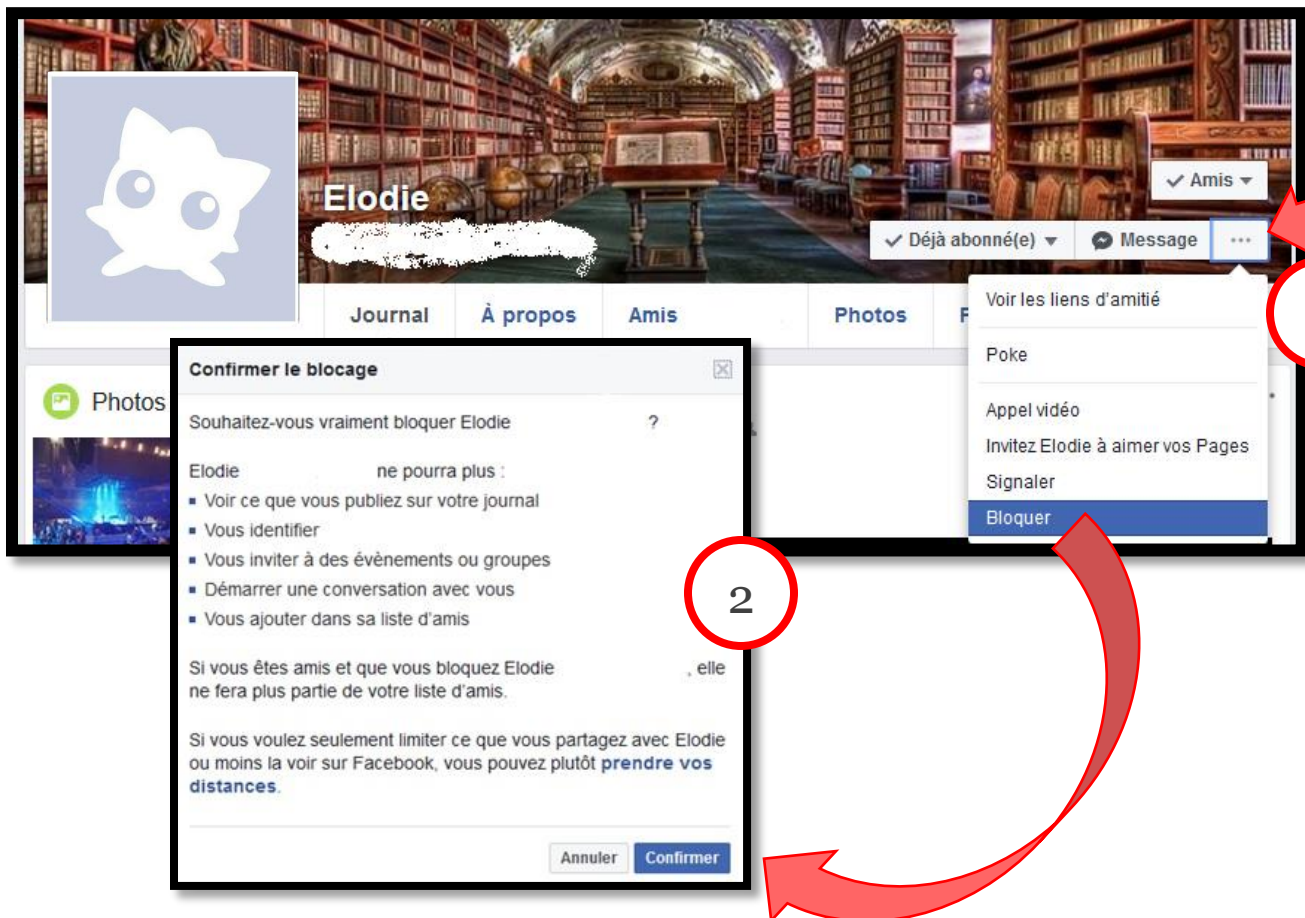 Elodie
✓ Amis
✓ Déjà abonné(e) Message ...
Journal À propos Amis Photos
Voir les liens d'amitié
Poke
Appel vidéo
Invitez Elodie à aimer vos Pages
Signaler
Bloquer
Photos
Confirmer le blocage
Souhaitez-vous vraiment bloquer Elodie ?
Elodie ne pourra plus :
▪ Voir ce que vous publiez sur votre journal
▪ Vous identifier
▪ Vous inviter à des évènements ou groupes
▪ Démarrer une conversation avec vous
▪ Vous ajouter dans sa liste d'amis
Si vous êtes amis et que vous bloquez Elodie , elle
ne fera plus partie de votre liste d'amis.
Si vous voulez seulement limiter ce que vous partagez avec Elodie
ou moins la voir sur Facebook, vous pouvez plutôt prendre vos
distances.
Annuler Confirmer
2